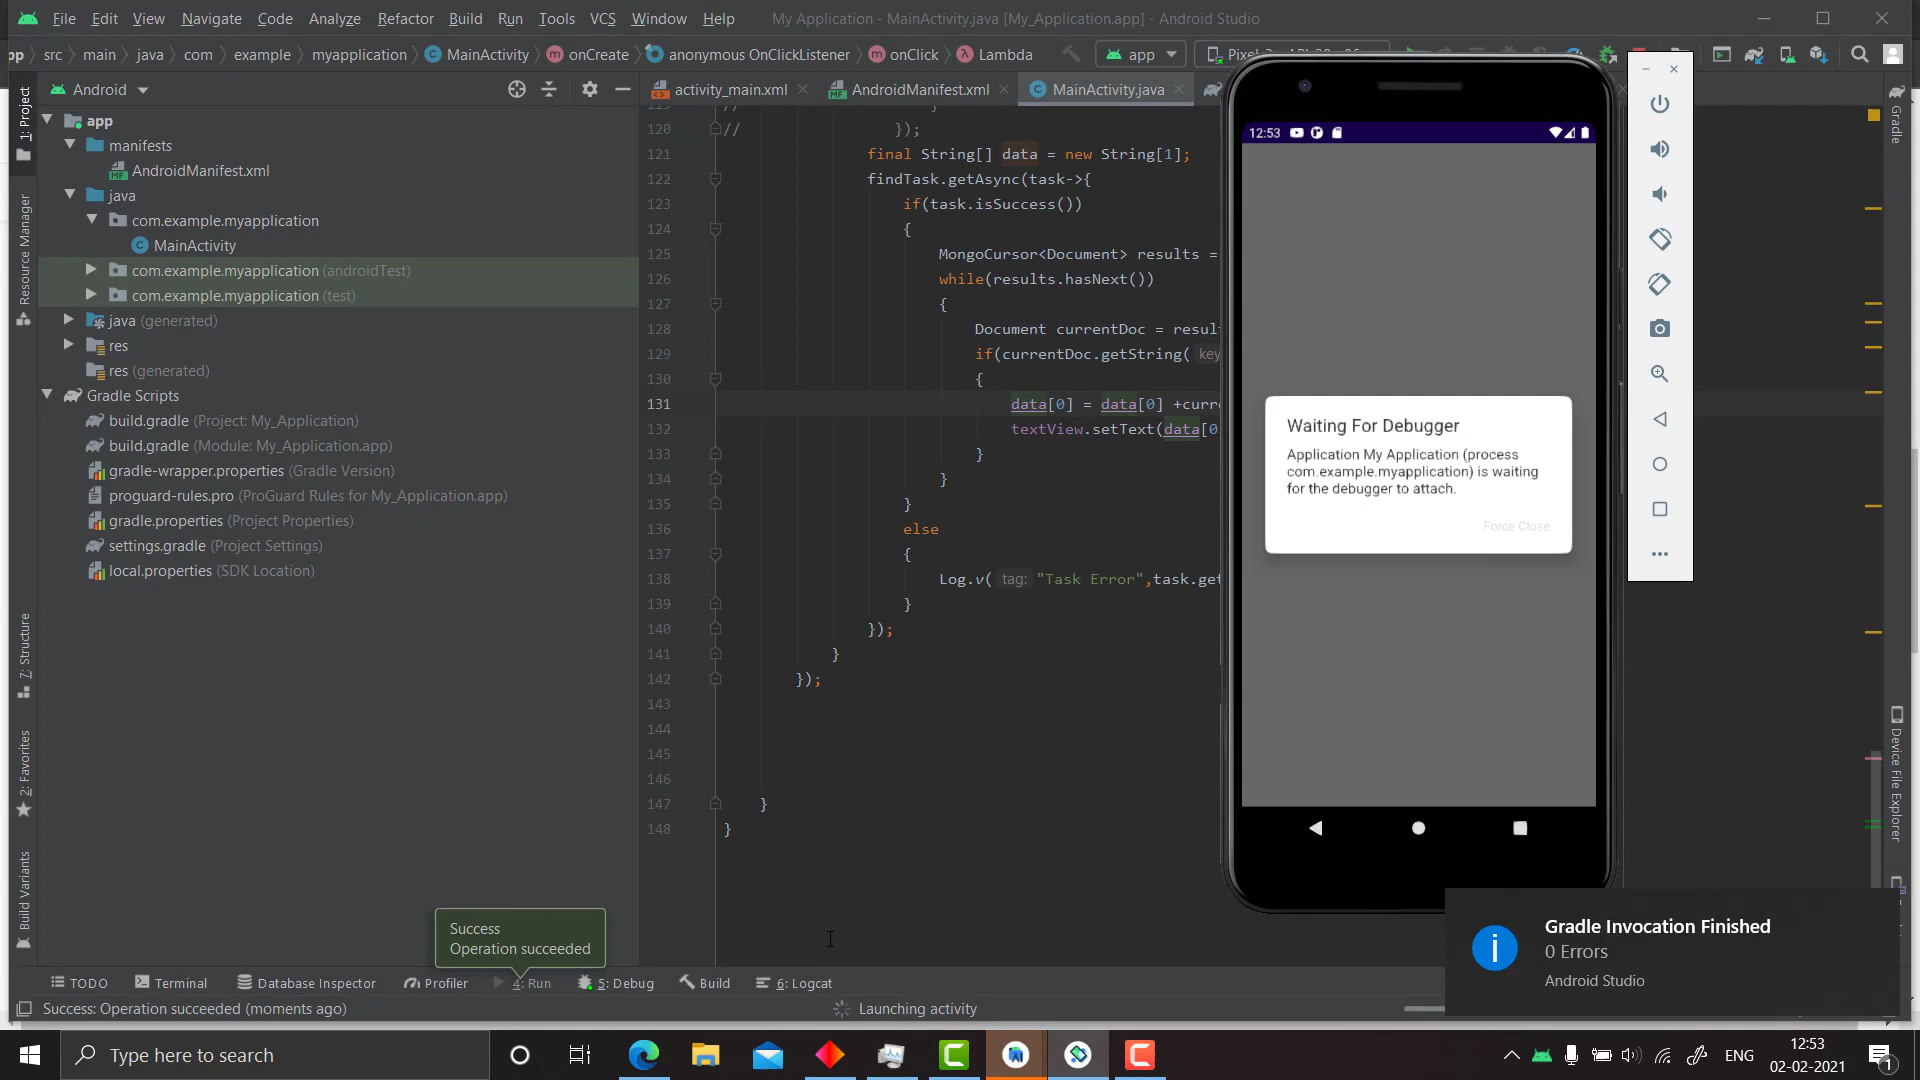 File Edit View Navigate Code Analyze Refactor Build Run Tools VCS Window Help My Application - MainActivity.java [My_Application.app] - Android Studio
pp src main java com example myapplication MainActivity onCreate anonymous OnClickListener onClick Lambda app
Android activity_main.xml AndroidManifest.xml MainActivity.java
1: Project
Resource Manager
7: Structure
2: Favorites
Build Variants
app
manifests
AndroidManifest.xml
java
com.example.myapplication
MainActivity
com.example.myapplication (androidTest)
com.example.myapplication (test)
java (generated)
res
res (generated)
Gradle Scripts
build.gradle (Project: My_Application)
build.gradle (Module: My_Application.app)
gradle-wrapper.properties (Gradle Version)
proguard-rules.pro (ProGuard Rules for My_Application.app)
gradle.properties (Project Properties)
settings.gradle (Project Settings)
local.properties (SDK Location)
120 // });
121 final String[] data = new String[1];
122 findTask.getAsync(task->{
123 if(task.isSuccess())
124 {
125 MongoCursor<Document> results =
126 while(results.hasNext())
127 {
128 Document currentDoc = resul
129 if(currentDoc.getString( key
130 {
131 data[0] = data[0] +curr
132 textView.setText(data[0
133 }
134 }
135 }
136 else
137 {
138 Log.v( tag: "Task Error",task.get
139 }
140 });
141 }
142 });
143
144
145
146
147 }
148 }
12:53
Waiting For Debugger
Application My Application (process
com.example.myapplication) is waiting
for the debugger to attach.
Force Close
Gradle
Device File Explorer
Success
Operation succeeded
Gradle Invocation Finished
0 Errors
Android Studio
TODO Terminal Database Inspector Profiler 4: Run 5: Debug Build 6: Logcat
Success: Operation succeeded (moments ago) Launching activity
Type here to search
ENG
12:53
02-02-2021
1